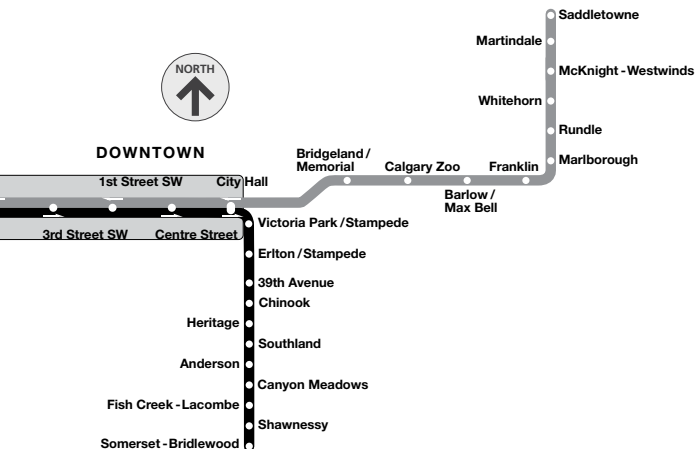 Saddletowne
Martindale
McKnight - Westwinds
NORTH
Whitehorn
Rundle
DOWNTOWN
Marlborough
Bridgeland /
Memorial
Calgary Zoo
Franklin
1st Street SW
City Hall
Barlow /
Max Bell
Victoria Park / Stampede
3rd Street SW
Centre Street
Erlton / Stampede
39th Avenue
Chinook
Heritage
Southland
Anderson
Canyon Meadows
Fish Creek - Lacombe
Shawnessy
Somerset - Bridlewood